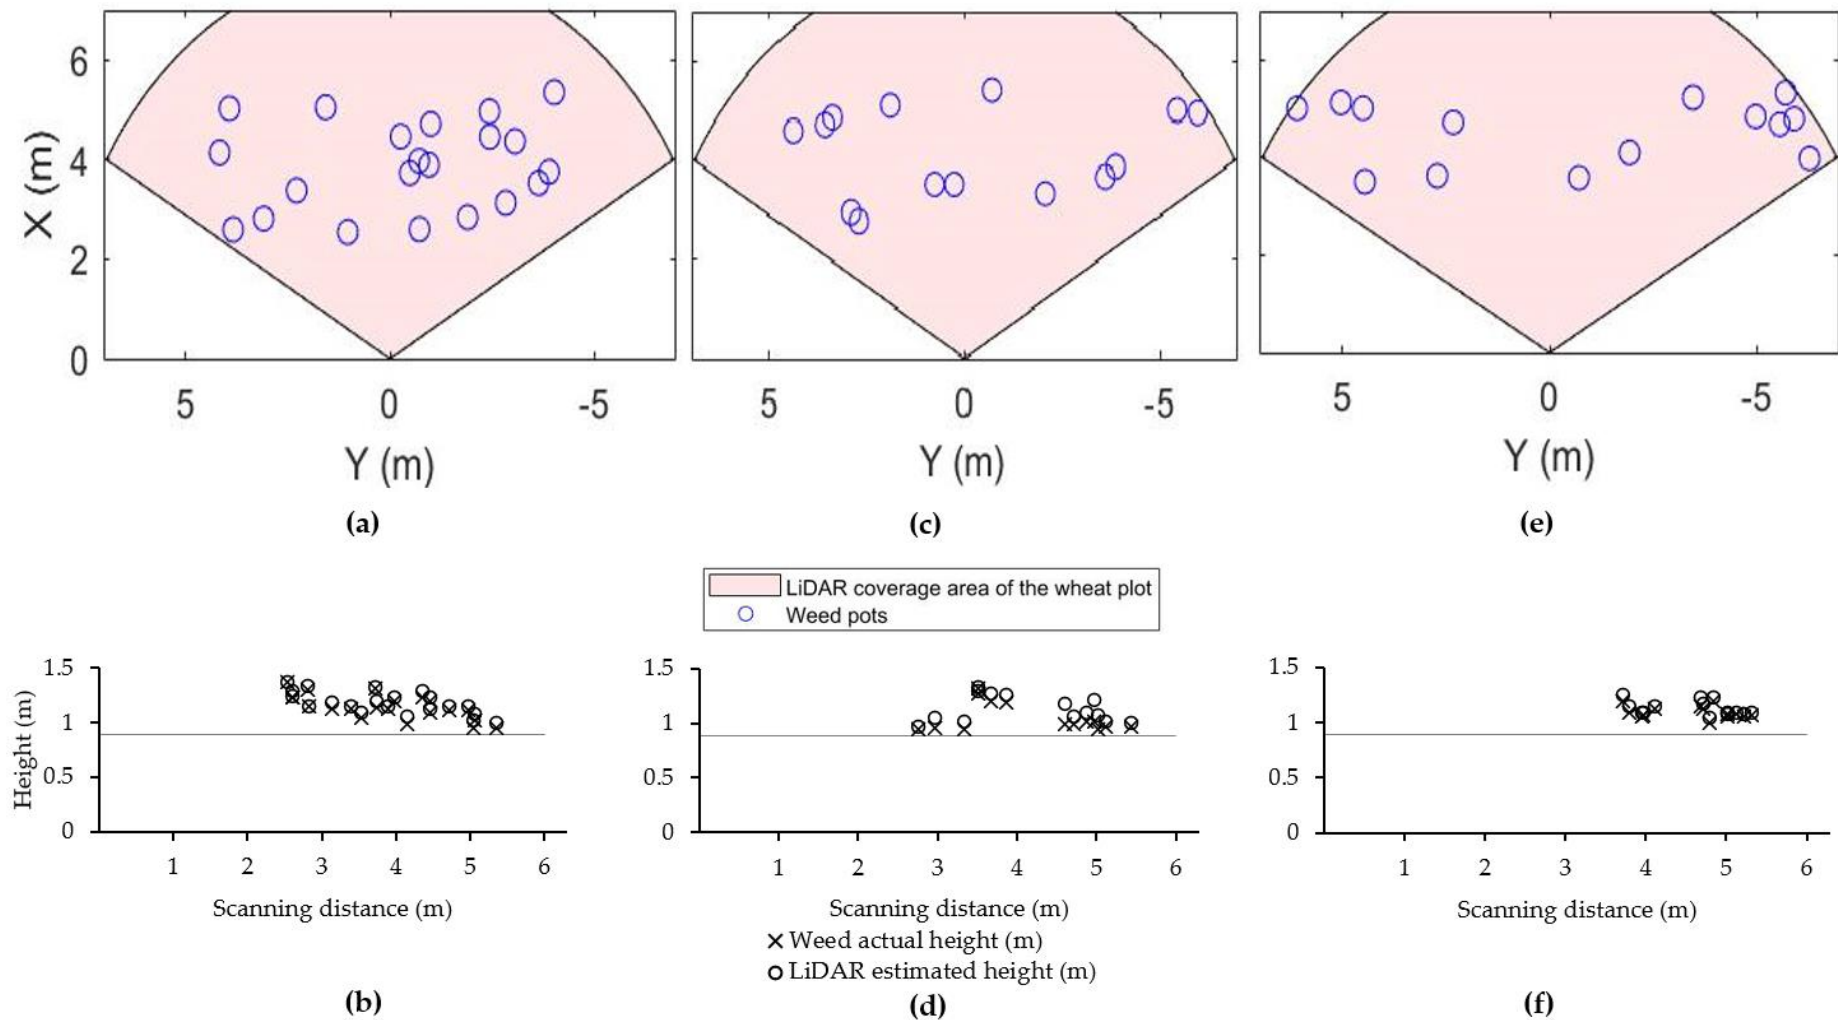 6
4
2
0
X (m)
5 0 -5
Y (m)
(a)
5 0 -5
Y (m)
(c)
5 0 -5
Y (m)
(e)
LiDAR coverage area of the wheat plot
Weed pots
1.5
1
0.5
0
Height (m)
1 2 3 4 5 6
Scanning distance (m)
(b)
1.5
1
0.5
0
1 2 3 4 5 6
Scanning distance (m)
Weed actual height (m)
LiDAR estimated height (m)
(d)
1.5
1
0.5
0
1 2 3 4 5 6
Scanning distance (m)
(f)